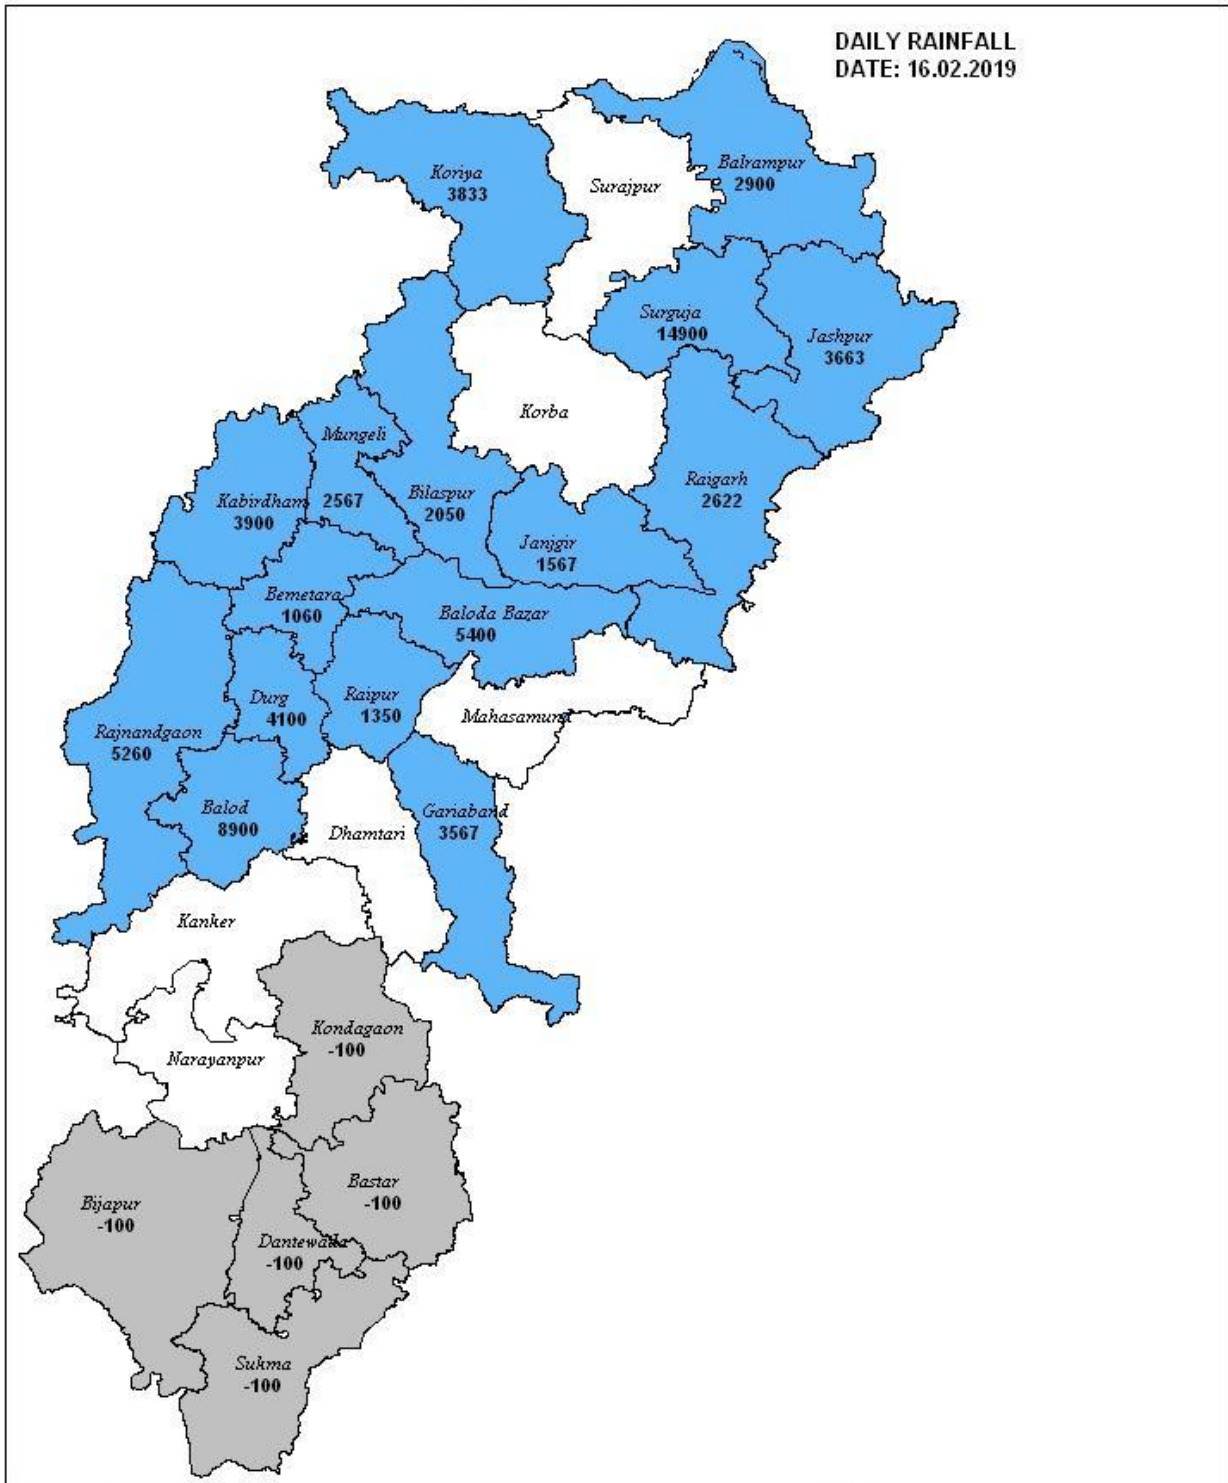 DAILY RAINFALL
DATE: 16.02.2019
Koriya
3833
Surajpur
Balrampur
2900
Surguja
14900
Jashpur
3663
Korba
Mungeli
2567
Kabirdham
3900
Bilaspur
2050
Raigarh
2622
Janjgir
1567
Bemetara
1060
Baloda Bazar
5400
Durg
4100
Raipur
1350
Mahasamund
Rajnandgaon
5260
Balod
8900
Dhamtari
Gariaband
3567
Kanker
Kondagaon
-100
Narayanpur
Bijapur
-100
Bastar
-100
Dantewada
-100
Sukma
-100